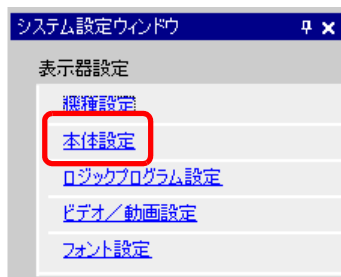 システム設定ウィンドウ
表示器設定
機種設定
本体設定
ロジックプログラム設定
ビデオ／動画設定
フォント設定